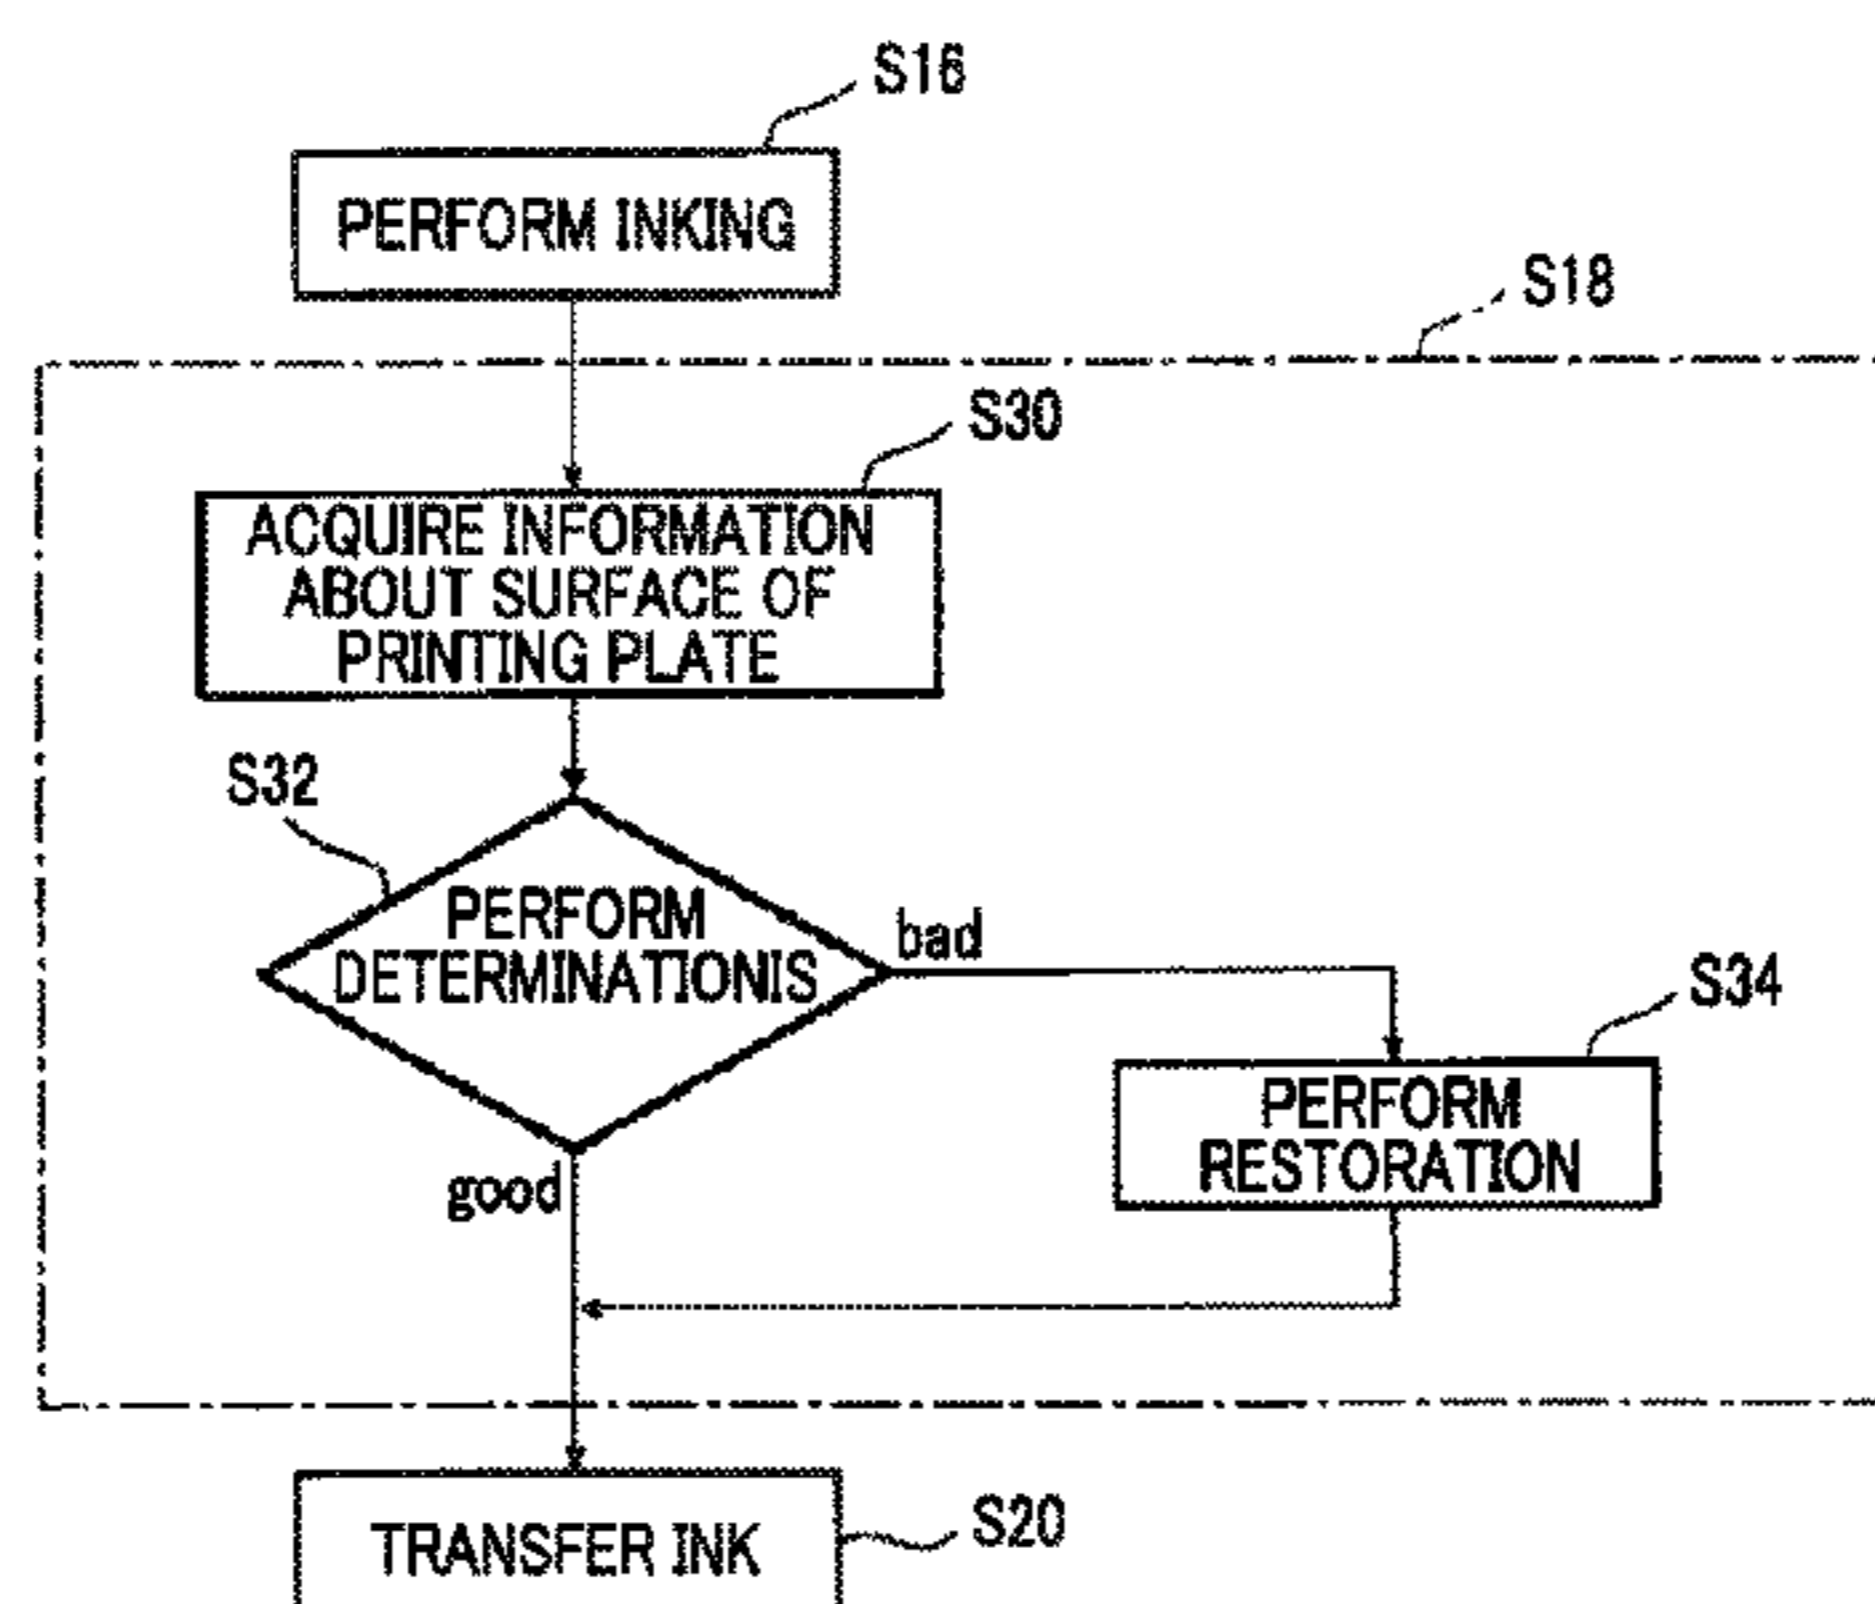 S16
PERFORM INKING
S18
S30
ACQUIRE INFORMATION
ABOUT SURFACE OF
PRINTING PLATE
S32
PERFORM
DETERMINATIONIS
bad
S34
PERFORM
RESTORATION
good
TRANSFER INK
S20